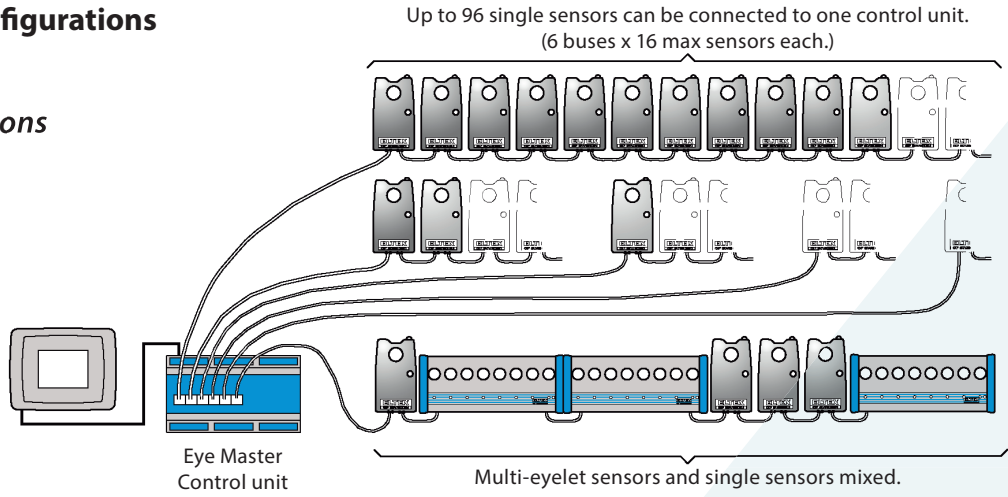 figurations
ons
Up to 96 single sensors can be connected to one control unit.
(6 buses x 16 max sensors each.)
Eye Master
Control unit
Multi-eyelet sensors and single sensors mixed.